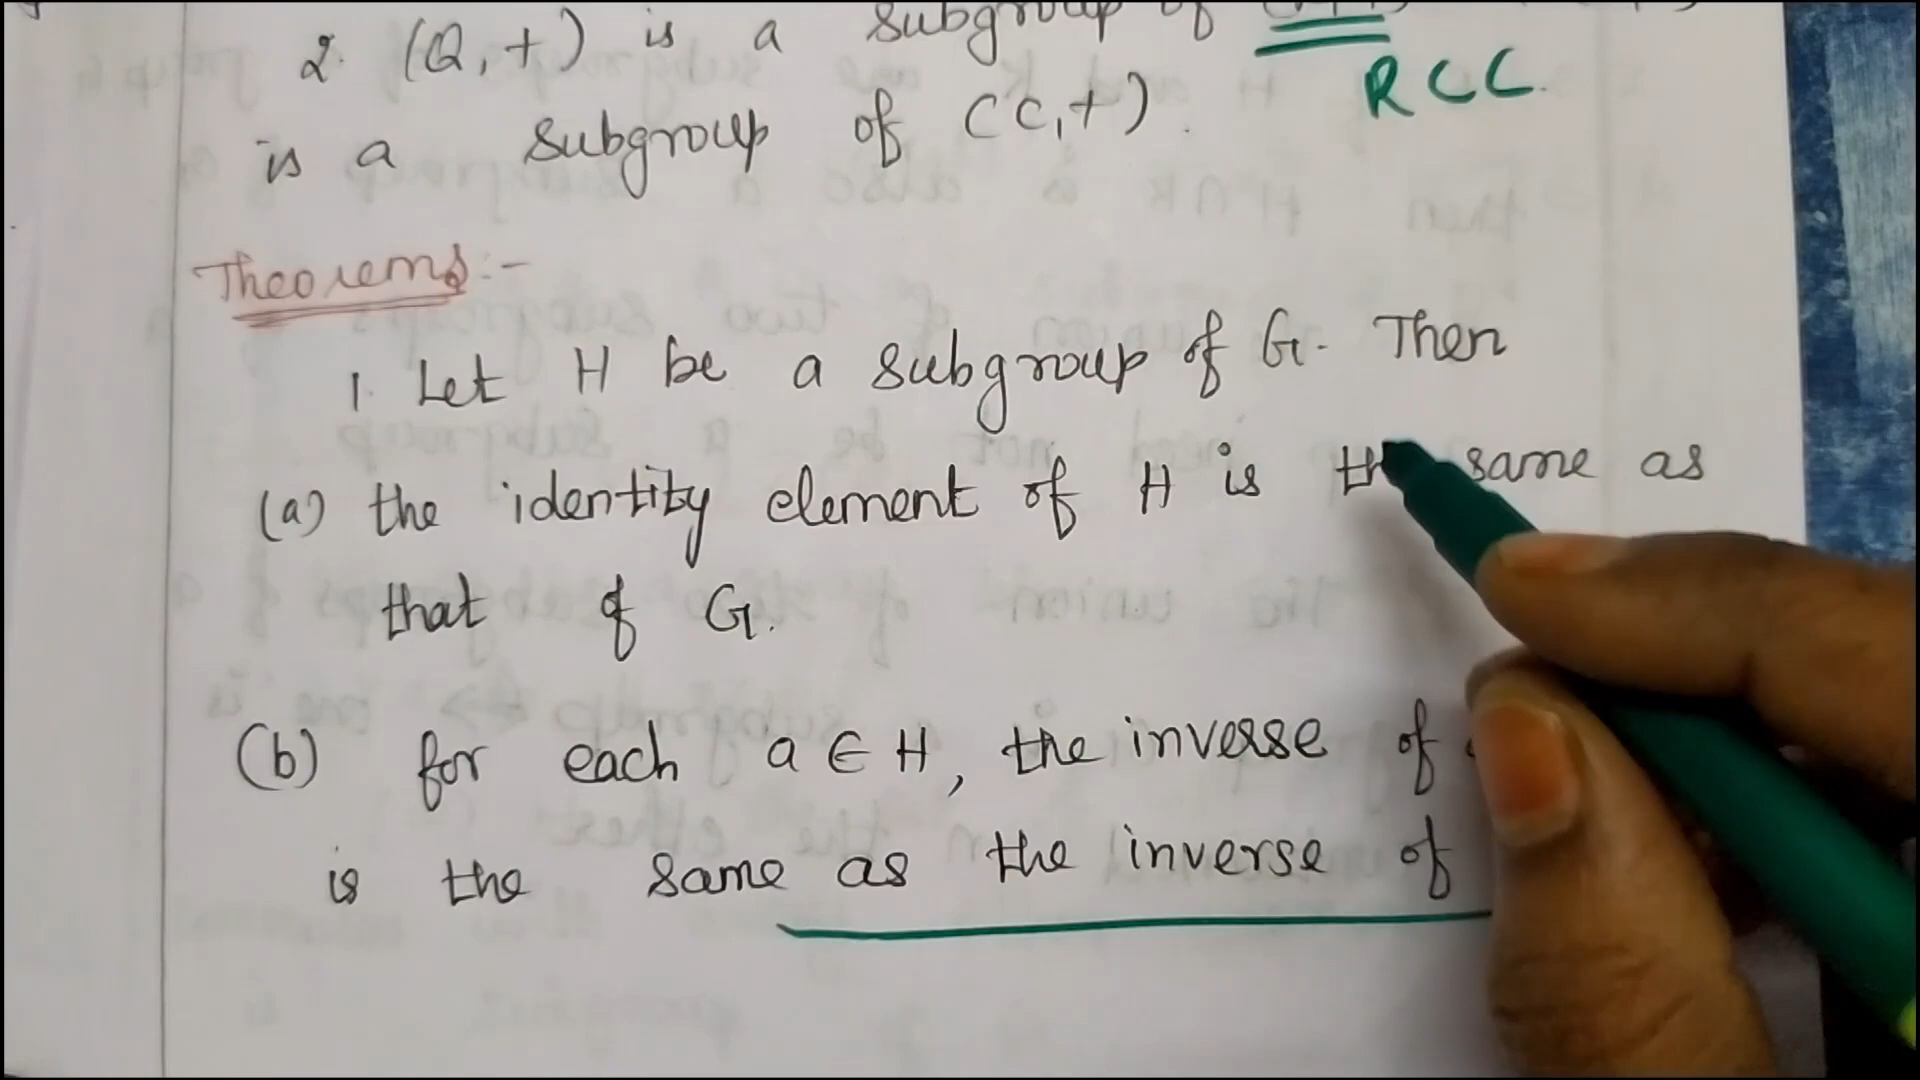 2. (Q, +) is a subgroup of
R ⊂ C.
is a subgroup of (C, +).
Theorems :-
1. Let H be a subgroup of G. Then
(a) the identity element of H is the same as
that of G.
(b) for each a ∈ H, the inverse of
is the same as the inverse of